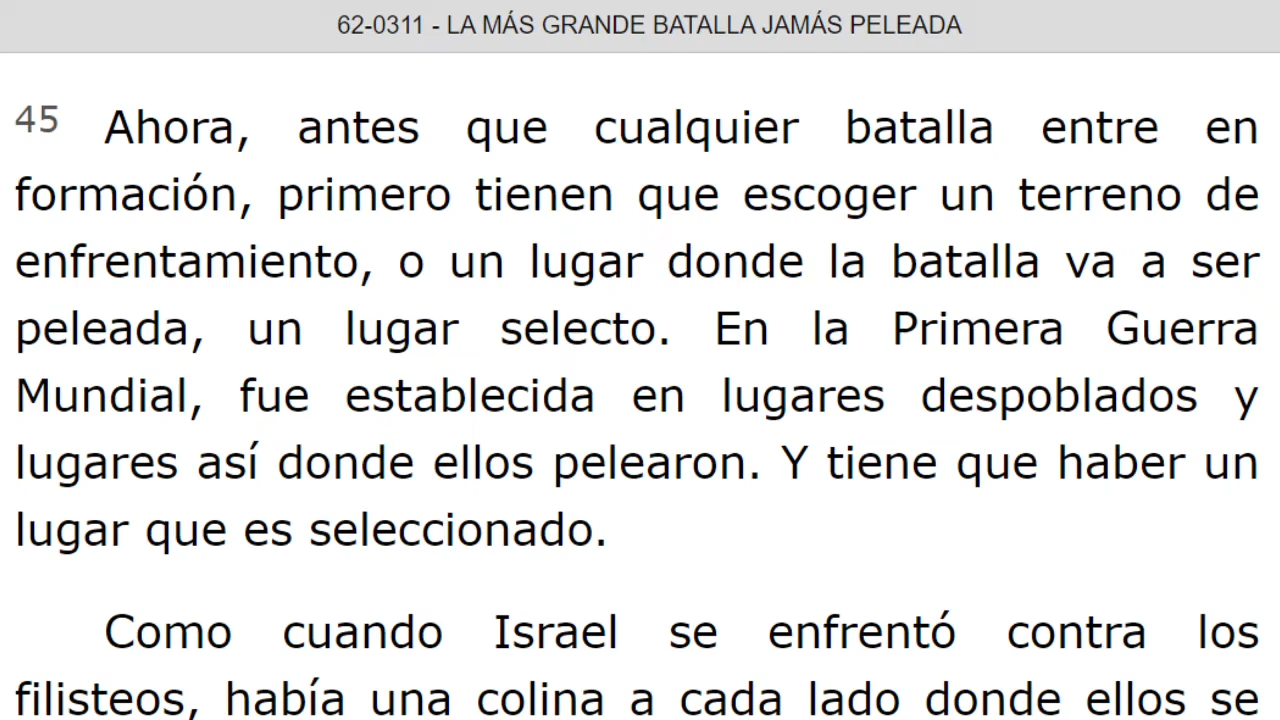 62-0311 - LA MÁS GRANDE BATALLA JAMÁS PELEADA
45 Ahora, antes que cualquier batalla entre en
formación, primero tienen que escoger un terreno de
enfrentamiento, o un lugar donde la batalla va a ser
peleada, un lugar selecto. En la Primera Guerra
Mundial, fue establecida en lugares despoblados y
lugares así donde ellos pelearon. Y tiene que haber un
lugar que es seleccionado.
Como cuando Israel se enfrentó contra los
filisteos, había una colina a cada lado donde ellos se